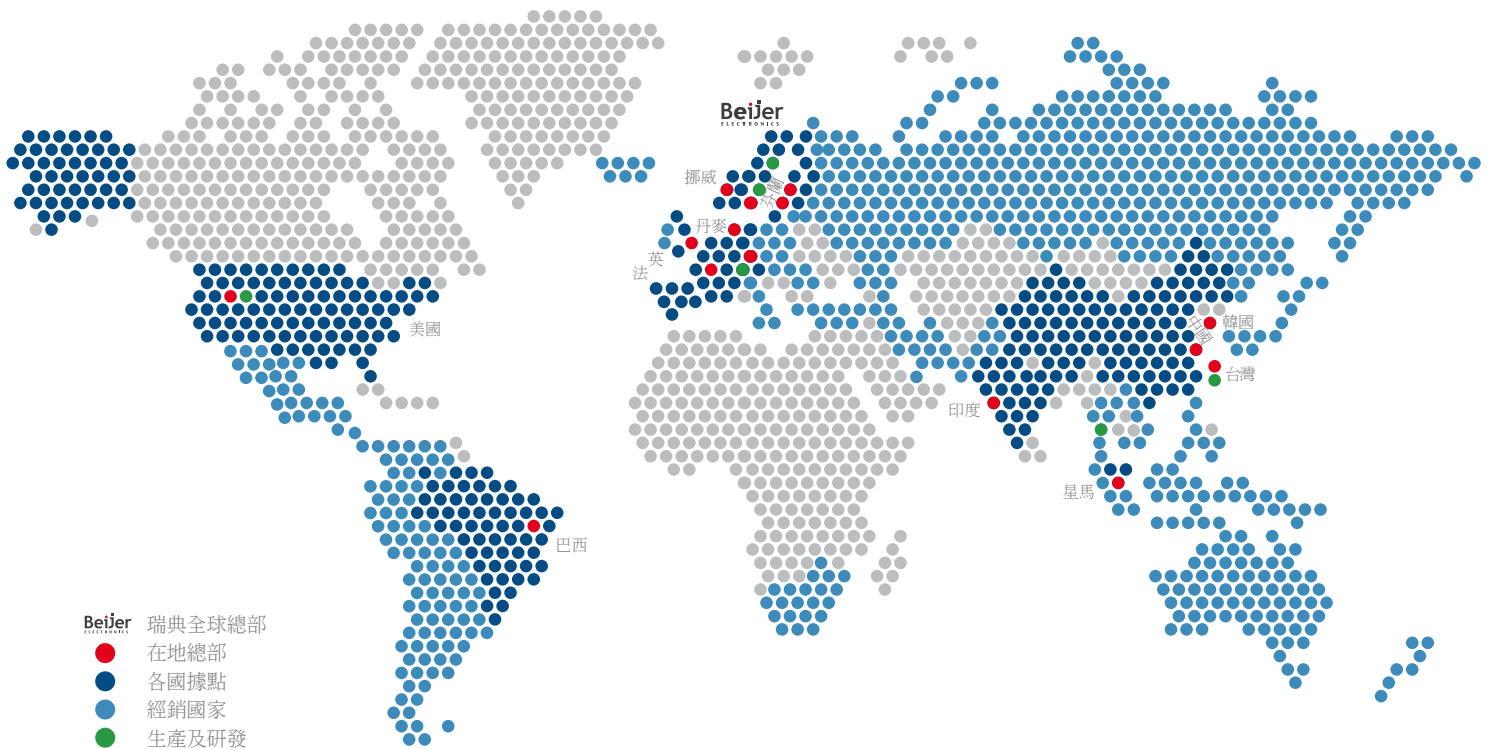 Beijer
ELECTRONICS
挪威
芬蘭
丹麥
英
法
美國
中國
韓國
台灣
印度
星馬
巴西
Beijer
ELECTRONICS
瑞典全球總部
在地總部
各國據點
經銷國家
生產及研發